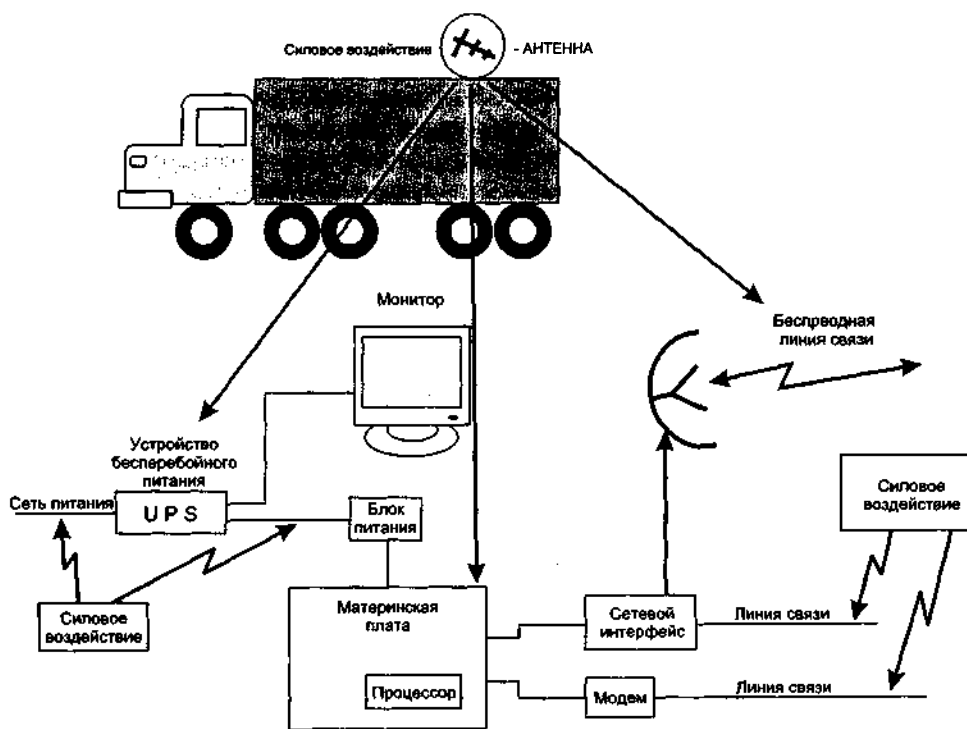 Силовое воздействие
- АНТЕННА
Монитор
Беспроводная
линия связи
Устройство
бесперебойного
питания
Сеть питания
U P S
Блок
питания
Силовое
воздействие
Силовое
воздействие
Материнская
плата
Процессор
Сетевой
интерфейс
Линия связи
Модем
Линия связи